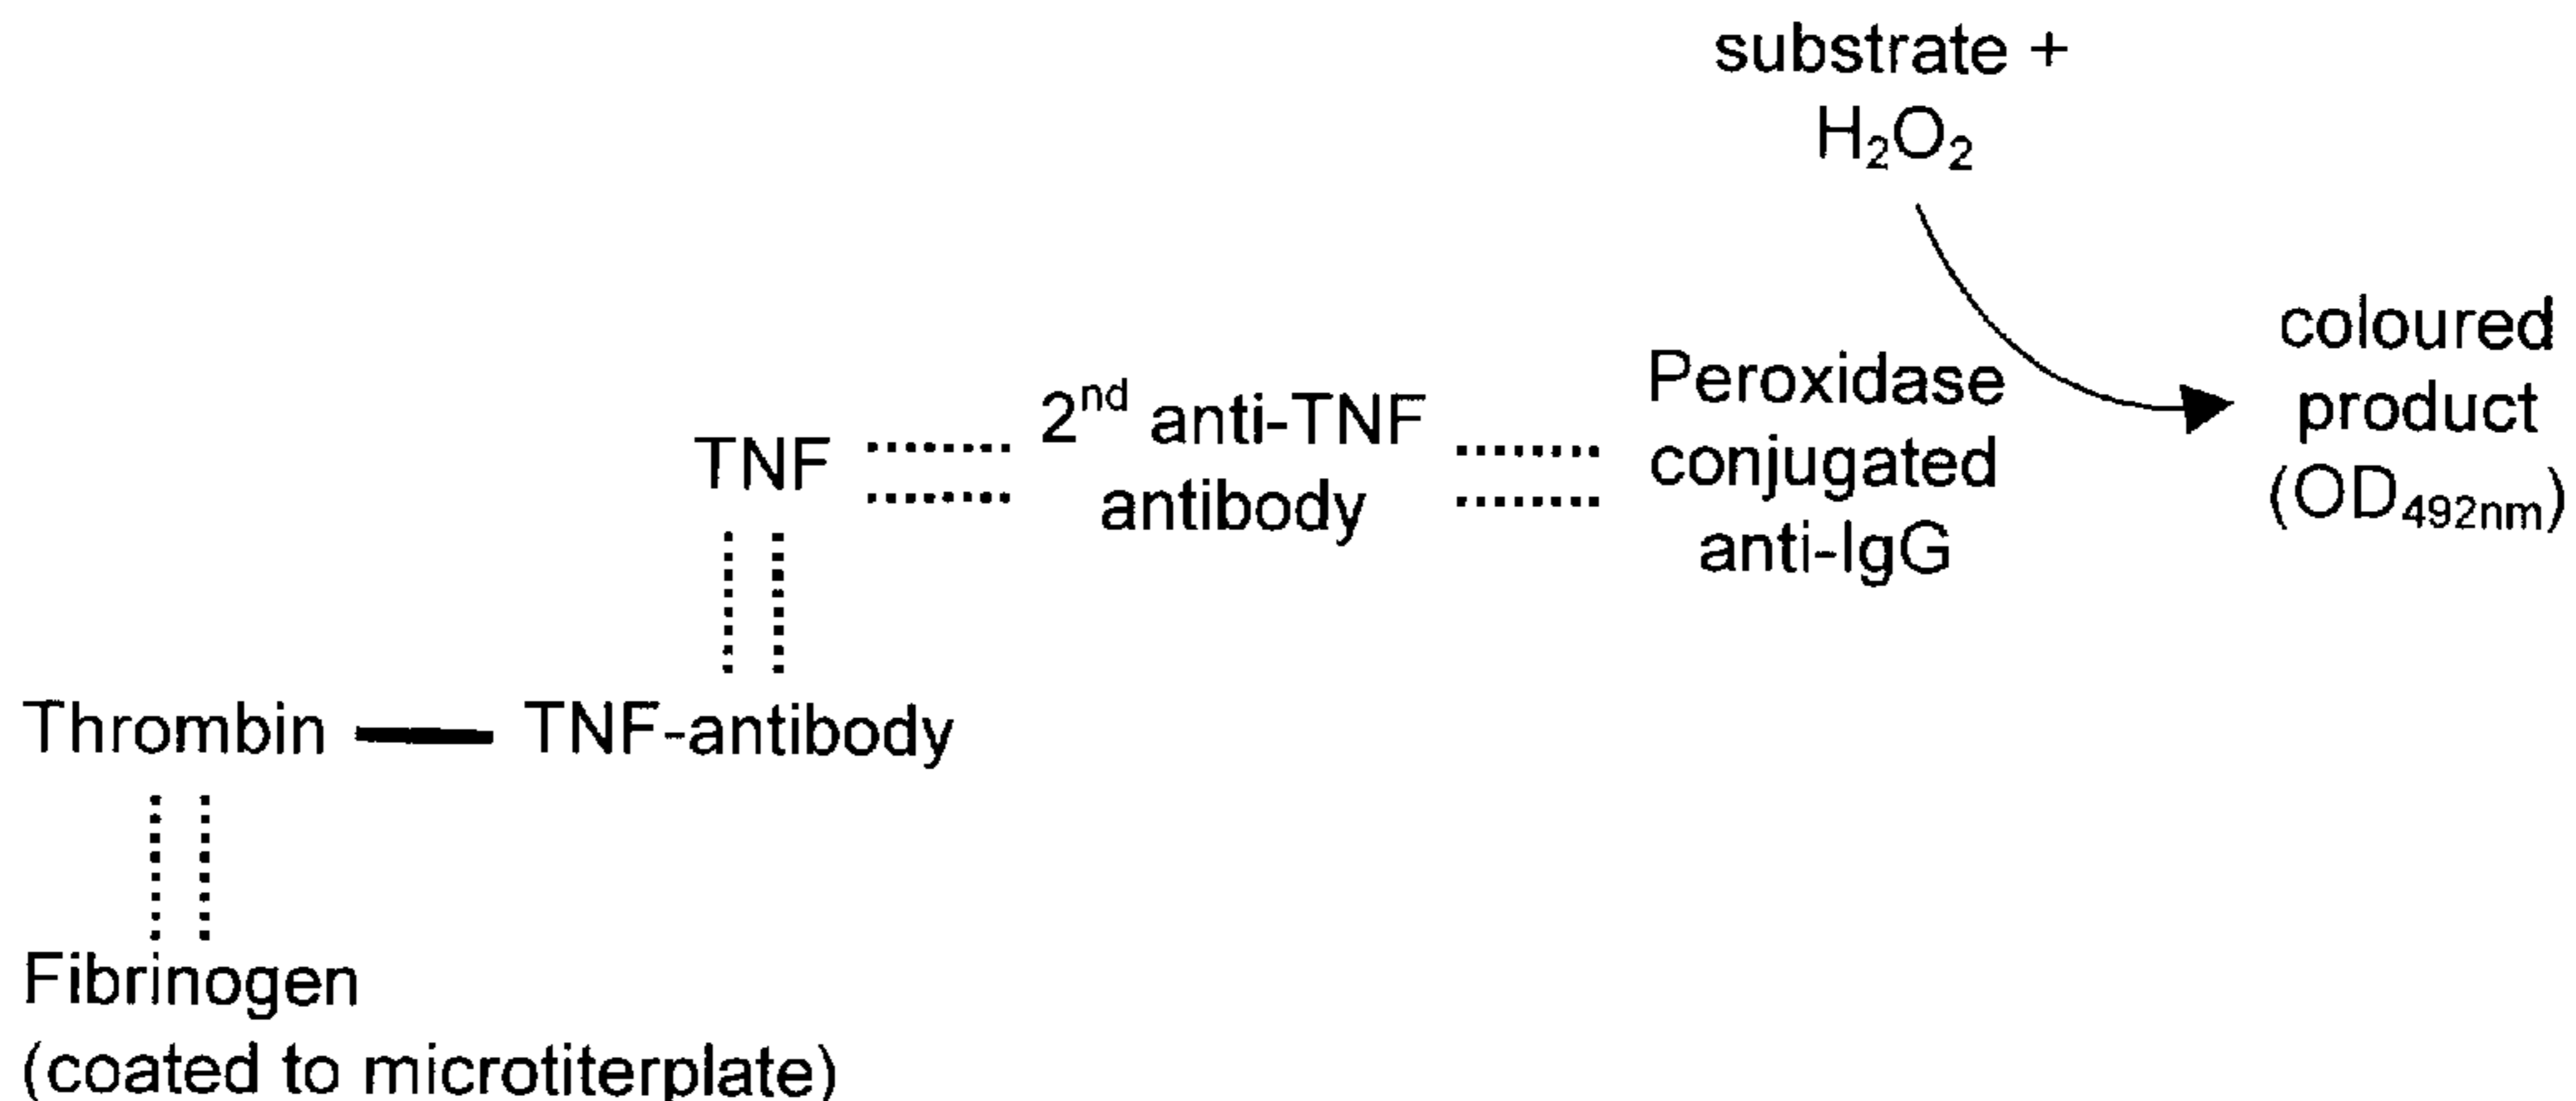 substrate +
H₂O₂
coloured
product
(OD₄₉₂ₙₘ)
Peroxidase
conjugated
anti-IgG
2ⁿᵈ anti-TNF
antibody
TNF
Thrombin
TNF-antibody
Fibrinogen
(coated to microtiterplate)